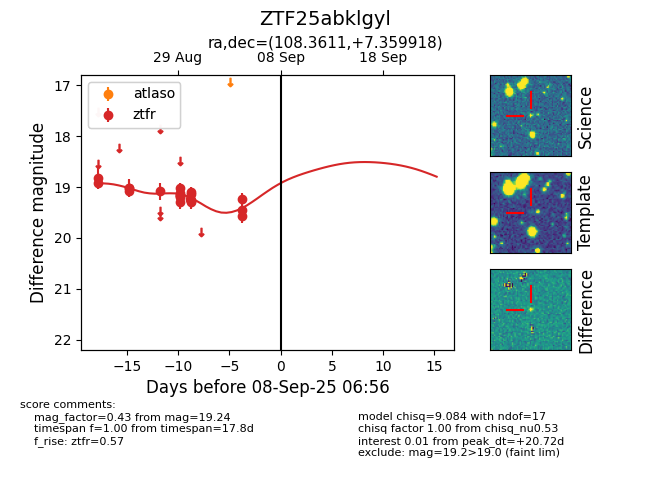 ZTF25abklgyl
ra,dec=(108.3611,+7.359918)
29 Aug
08 Sep
18 Sep
atlaso
ztfr
17
18
19
20
21
22
Difference magnitude
−15
−10
−5
0
5
10
15
Days before 08-Sep-25 06:56
Science
Template
Difference
score comments:
mag_factor=0.43 from mag=19.24
timespan f=1.00 from timespan=17.8d
f_rise: ztfr=0.57
model chisq=9.084 with ndof=17
chisq factor 1.00 from chisq_nu0.53
interest 0.01 from peak_dt=+20.72d
exclude: mag=19.2>19.0 (faint lim)